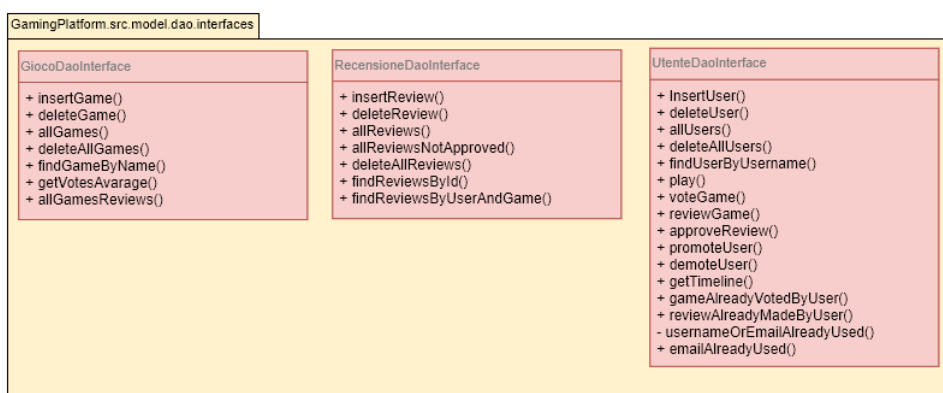 GamingPlatform.src.model.dao.interfaces
GiocoDaoInterface
+ insertGame()
+ deleteGame()
+ allGames()
+ deleteAllGames()
+ findGameByName()
+ getVotesAvarage()
+ allGamesReviews()
RecensioneDaoInterface
+ insertReview()
+ deleteReview()
+ allReviews()
+ allReviewsNotApproved()
+ deleteAllReviews()
+ findReviewsById()
+ findReviewsByUserAndGame()
UtenteDaoInterface
+ InsertUser()
+ deleteUser()
+ allUsers()
+ deleteAllUsers()
+ findUserByUsername()
+ play()
+ voteGame()
+ reviewGame()
+ approveReview()
+ promoteUser()
+ demoteUser()
+ getTimeline()
+ gameAlreadyVotedByUser()
+ reviewAlreadyMadeByUser()
- usernameOrEmailAlreadyUsed()
+ emailAlreadyUsed()